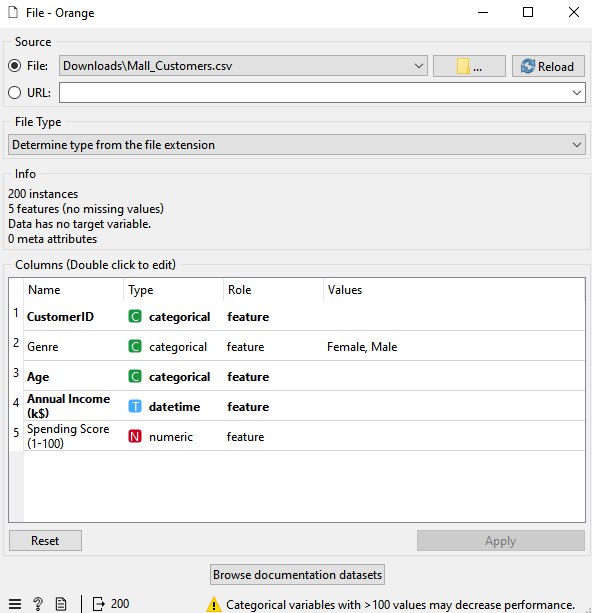 File - Orange
Source
File: Downloads\Mall_Customers.csv ... Reload
URL:
File Type
Determine type from the file extension
Info
200 instances
5 features (no missing values)
Data has no target variable.
0 meta attributes
Columns (Double click to edit)
Name Type Role Values
1 CustomerID C categorical feature
2 Genre C categorical feature Female, Male
3 Age C categorical feature
4 Annual Income (k$) T datetime feature
5 Spending Score (1-100) N numeric feature
Reset Apply
Browse documentation datasets
? 200 Categorical variables with >100 values may decrease performance.